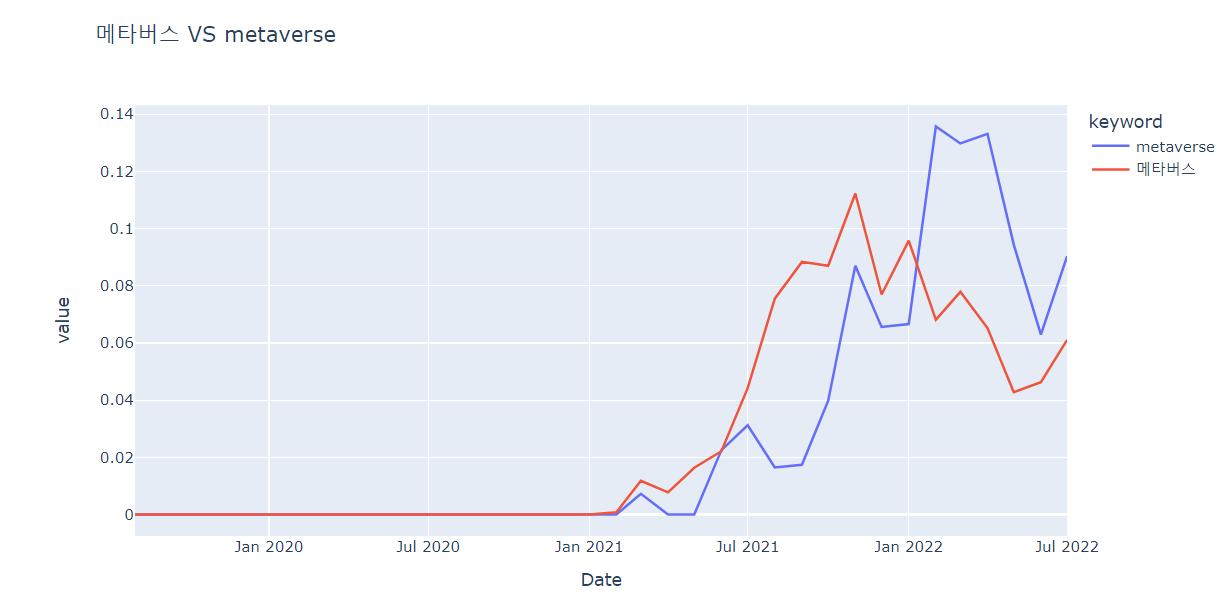 메타버스 VS metaverse
keyword
metaverse
메타버스
value
0.14
0.12
0.1
0.08
0.06
0.04
0.02
0
Jan 2020
Jul 2020
Jan 2021
Jul 2021
Jan 2022
Jul 2022
Date